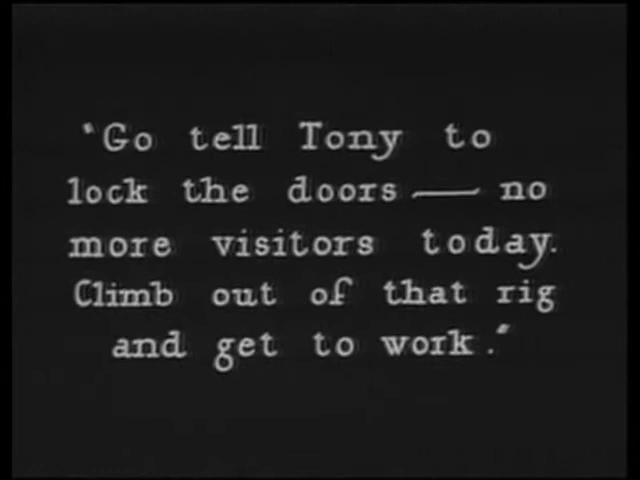 "Go tell Tony to
lock the doors — no
more visitors today.
Climb out of that rig
and get to work."